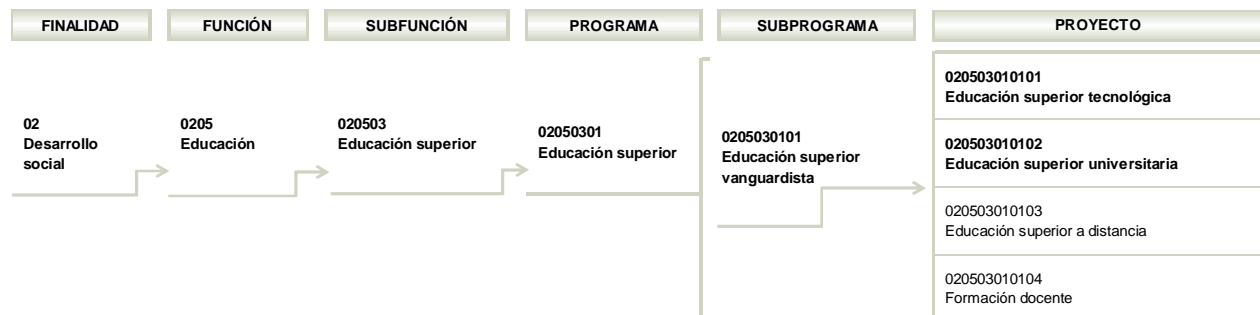 FINALIDAD
FUNCIÓN
SUBFUNCIÓN
PROGRAMA
SUBPROGRAMA
PROYECTO
02
Desarrollo
social
0205
Educación
020503
Educación superior
02050301
Educación superior
0205030101
Educación superior
vanguardista
020503010101
Educación superior tecnológica
020503010102
Educación superior universitaria
020503010103
Educación superior a distancia
020503010104
Formación docente